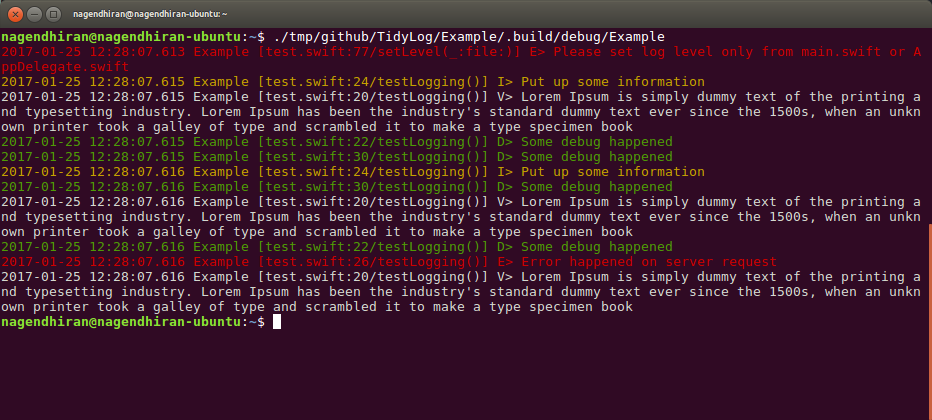 nagendhiran@nagendhiran-ubuntu: ~
nagendhiran@nagendhiran-ubuntu:~$ ./tmp/github/TidyLog/Example/.build/debug/Example
2017-01-25 12:28:07.613 Example [test.swift:77/setLevel(_:file:)] E> Please set log level only from main.swift or A
ppDelegate.swift
2017-01-25 12:28:07.615 Example [test.swift:24/testLogging()] I> Put up some information
2017-01-25 12:28:07.615 Example [test.swift:20/testLogging()] V> Lorem Ipsum is simply dummy text of the printing a
nd typesetting industry. Lorem Ipsum has been the industry's standard dummy text ever since the 1500s, when an unkn
own printer took a galley of type and scrambled it to make a type specimen book
2017-01-25 12:28:07.615 Example [test.swift:22/testLogging()] D> Some debug happened
2017-01-25 12:28:07.615 Example [test.swift:30/testLogging()] D> Some debug happened
2017-01-25 12:28:07.616 Example [test.swift:24/testLogging()] I> Put up some information
2017-01-25 12:28:07.616 Example [test.swift:30/testLogging()] D> Some debug happened
2017-01-25 12:28:07.616 Example [test.swift:20/testLogging()] V> Lorem Ipsum is simply dummy text of the printing a
nd typesetting industry. Lorem Ipsum has been the industry's standard dummy text ever since the 1500s, when an unkn
own printer took a galley of type and scrambled it to make a type specimen book
2017-01-25 12:28:07.616 Example [test.swift:22/testLogging()] D> Some debug happened
2017-01-25 12:28:07.616 Example [test.swift:26/testLogging()] E> Error happened on server request
2017-01-25 12:28:07.616 Example [test.swift:20/testLogging()] V> Lorem Ipsum is simply dummy text of the printing a
nd typesetting industry. Lorem Ipsum has been the industry's standard dummy text ever since the 1500s, when an unkn
own printer took a galley of type and scrambled it to make a type specimen book
nagendhiran@nagendhiran-ubuntu:~$